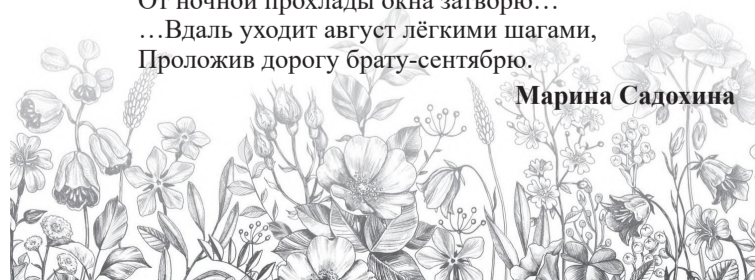 От ночной прохлады окна затворю…
…Вдаль уходит август лёгкими шагами,
Проложив дорогу брату-сентябрю.
Марина Садохина